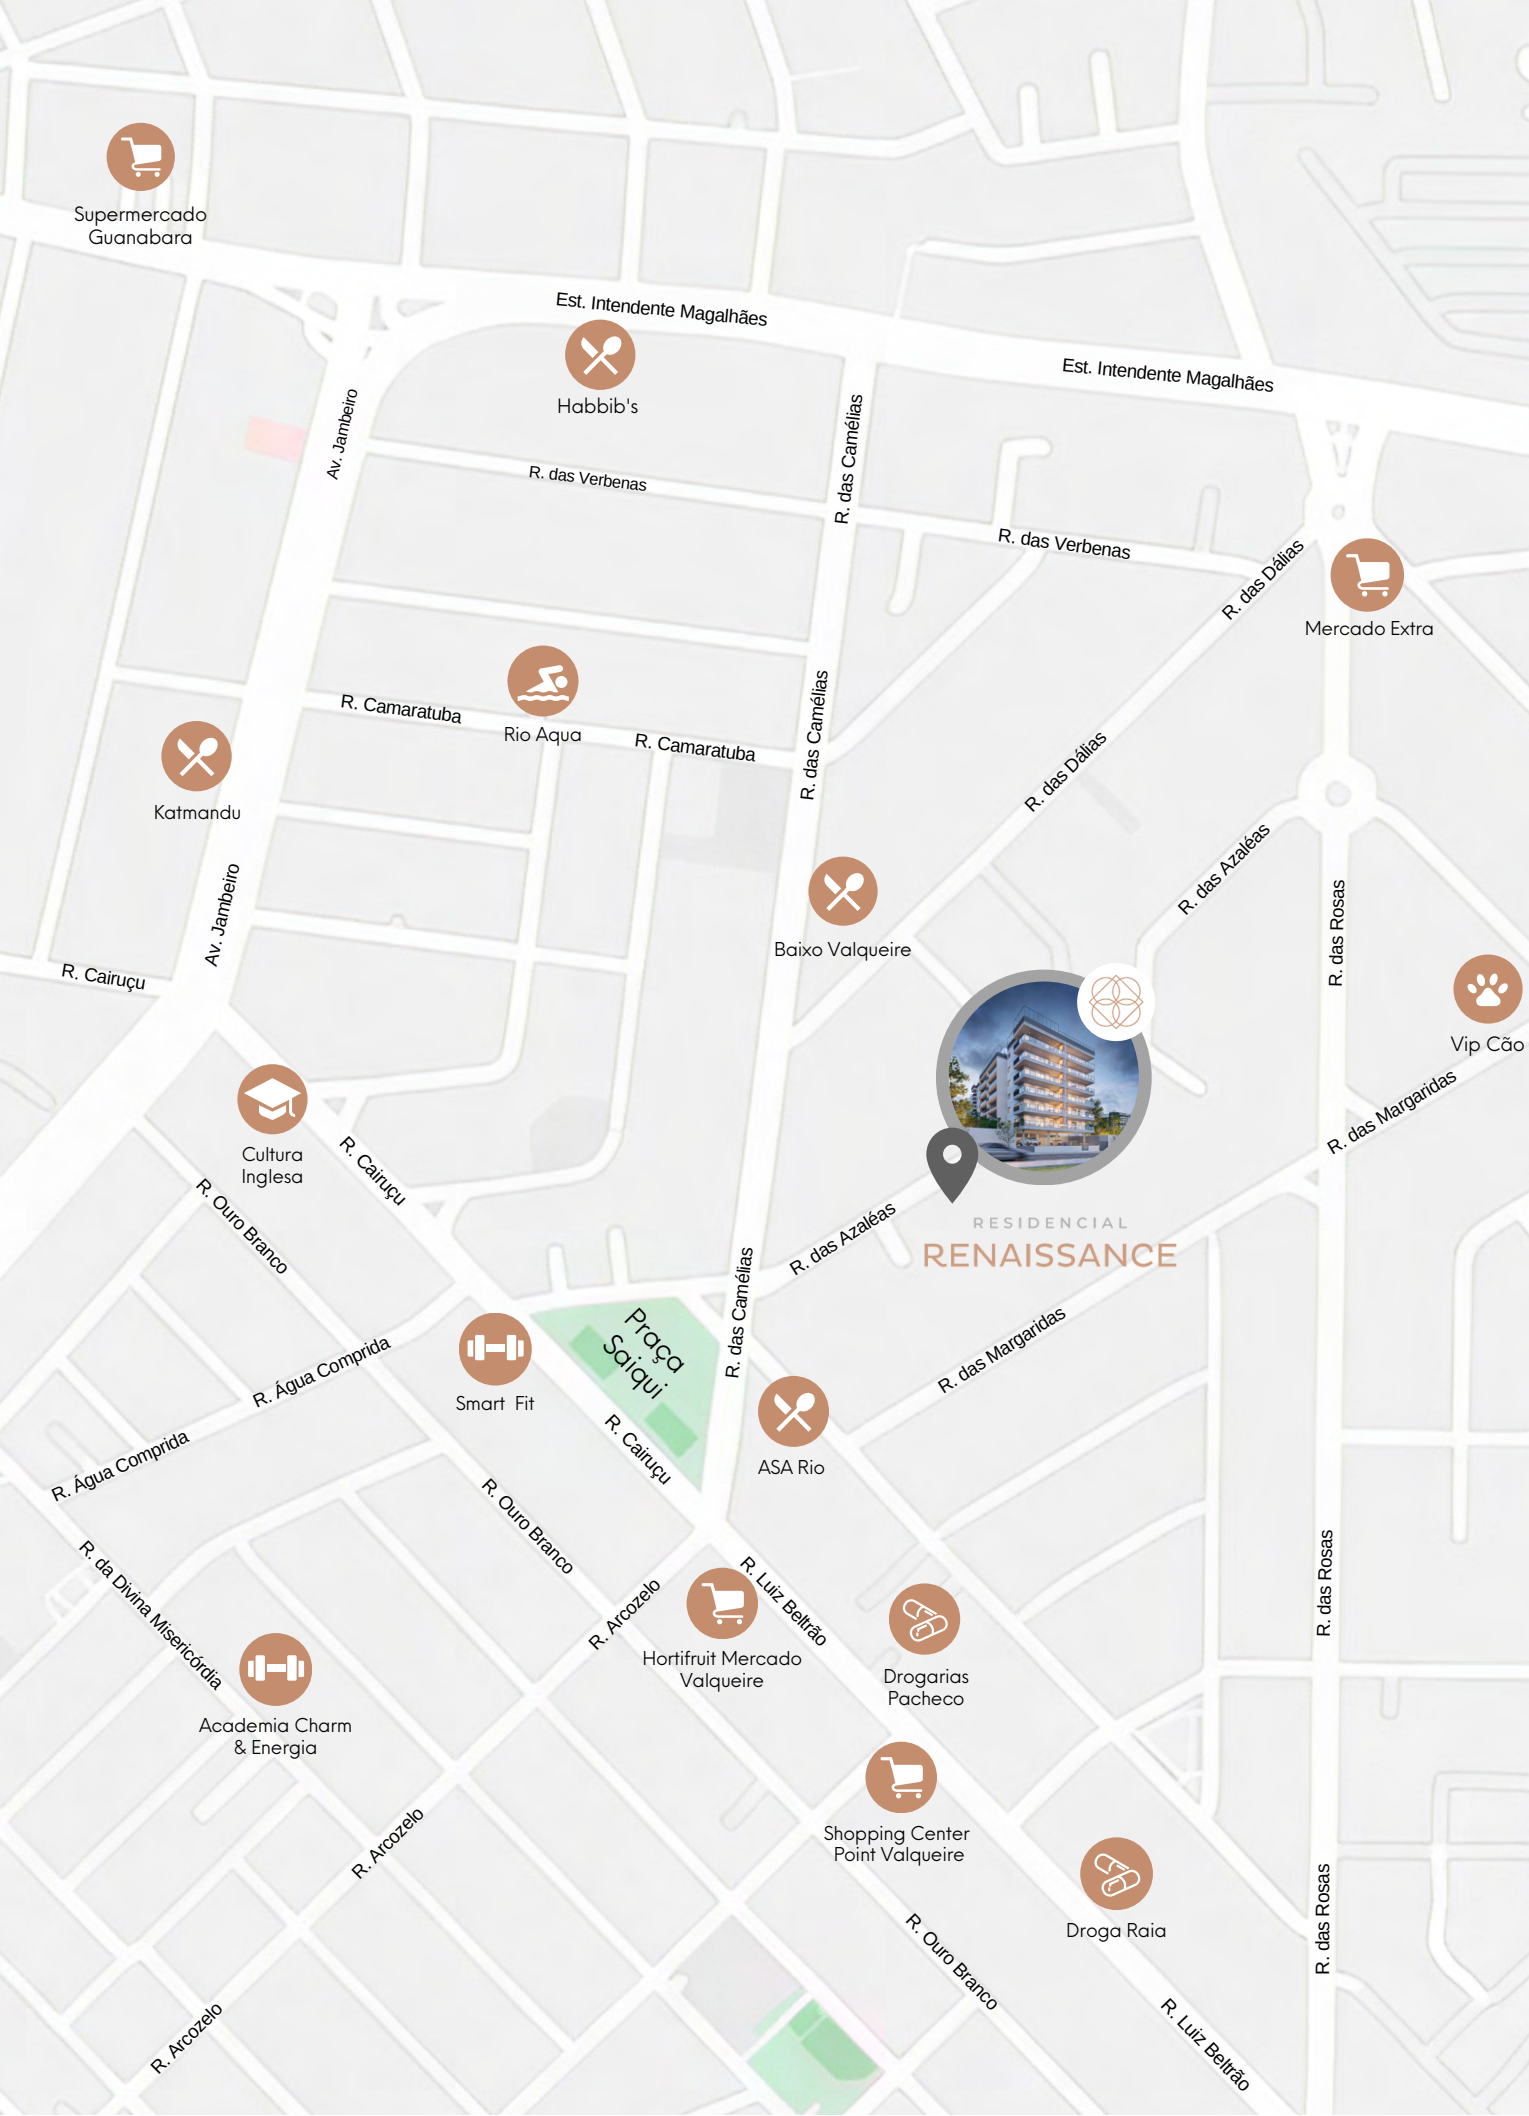 Supermercado
Guanabara
Est. Intendente Magalhães
Habbib's
Est. Intendente Magalhães
Av. Jambeiro
R. das Camélias
R. das Verbenas
R. das Verbenas
R. das Dálias
Mercado Extra
R. Camaratuba
Rio Aqua
R. Camaratuba
R. das Camélias
R. das Dálias
Katmandu
R. das Azaléas
Av. Jambeiro
R. das Rosas
Baixo Valqueire
R. Cairuçu
Vip Cão
R. das Margaridas
Cultura
Inglesa
R. Cairuçu
R. Ouro Branco
R. das Azaléas
RESIDENCIAL
RENAISSANCE
R. das Camélias
Praça
Saiqui
R. das Margaridas
R. Água Comprida
Smart Fit
R. Cairuçu
ASA Rio
R. Água Comprida
R. Ouro Branco
R. da Divina Misericórdia
R. Arcozelo
R. Luiz Beltrão
R. das Rosas
Hortifruit Mercado
Valqueire
Drogarias
Pacheco
Academia Charm
& Energia
R. Arcozelo
Shopping Center
Point Valqueire
Droga Raia
R. das Rosas
R. Ouro Branco
R. Arcozelo
R. Luiz Beltrão